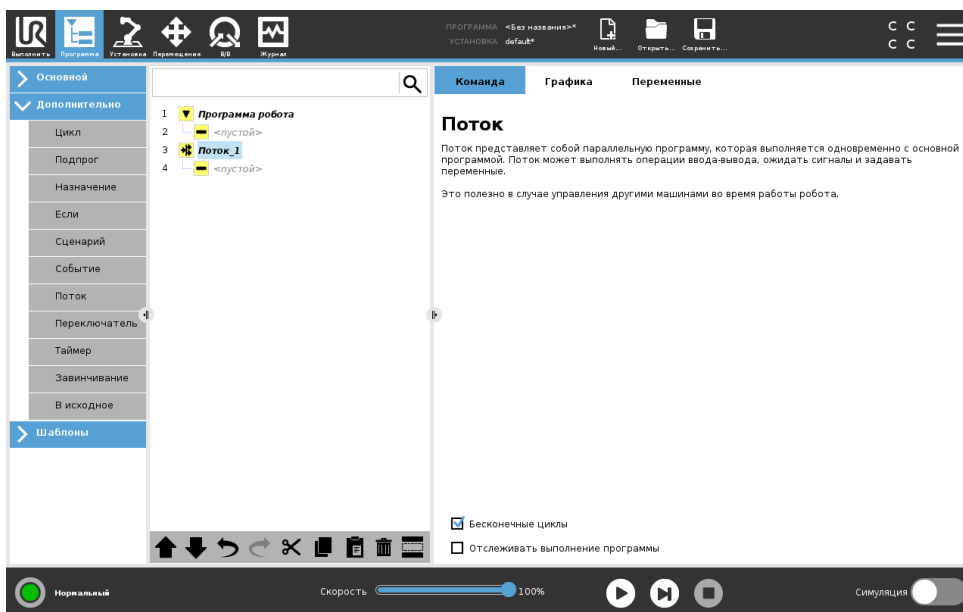 UR
ПРОГРАММА <Без названия>*
УСТАНОВКА default*
Выполнить Программа Установка Перемещение В/В Журнал
Новый... Открыть... Сохранить...
C C
C C
Основной
Дополнительно
Цикл
Подпрог
Назначение
Если
Сценарий
Событие
Поток
Переключатель
Таймер
Завинчивание
В исходное
Шаблоны
1 Программа робота
2 <пустой>
3 Поток_1
4 <пустой>
Команда Графика Переменные
Поток
Поток представляет собой параллельную программу, которая выполняется одновременно с основной
программой. Поток может выполнять операции ввода-вывода, ожидать сигналы и задавать
переменные.
Это полезно в случае управления другими машинами во время работы робота.
Бесконечные циклы
Отслеживать выполнение программы
Нормальный
Скорость 100%
Симуляция